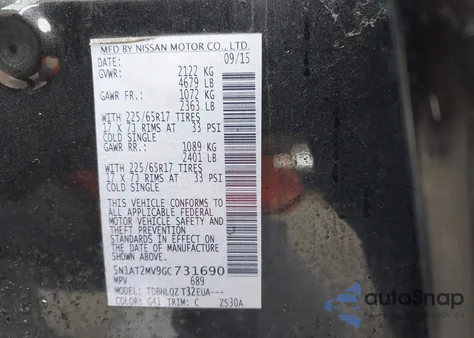 MFD BY NISSAN MOTOR CO., LTD.
DATE: 09/15
GVWR: 2122 KG
4679 LB
GAWR FR.: 1072 KG
2363 LB
WITH 225/65R17 TIRES
17 X 7J RIMS AT 33 PSI
COLD SINGLE
GAWR RR.: 1089 KG
2401 LB
WITH 225/65R17 TIRES
17 X 7J RIMS AT 33 PSI
COLD SINGLE
THIS VEHICLE CONFORMS TO
ALL APPLICABLE FEDERAL
MOTOR VEHICLE SAFETY AND
THEFT PREVENTION
STANDARDS IN EFFECT ON
THE DATE OF MANUFACTURE
SHOWN ABOVE.
5N1AT2MV9GC731690
MPV 689
MODEL: TDBNLQZ T32EUA---
COLOR: G41 TRIM: C ZS30A
autoSnap